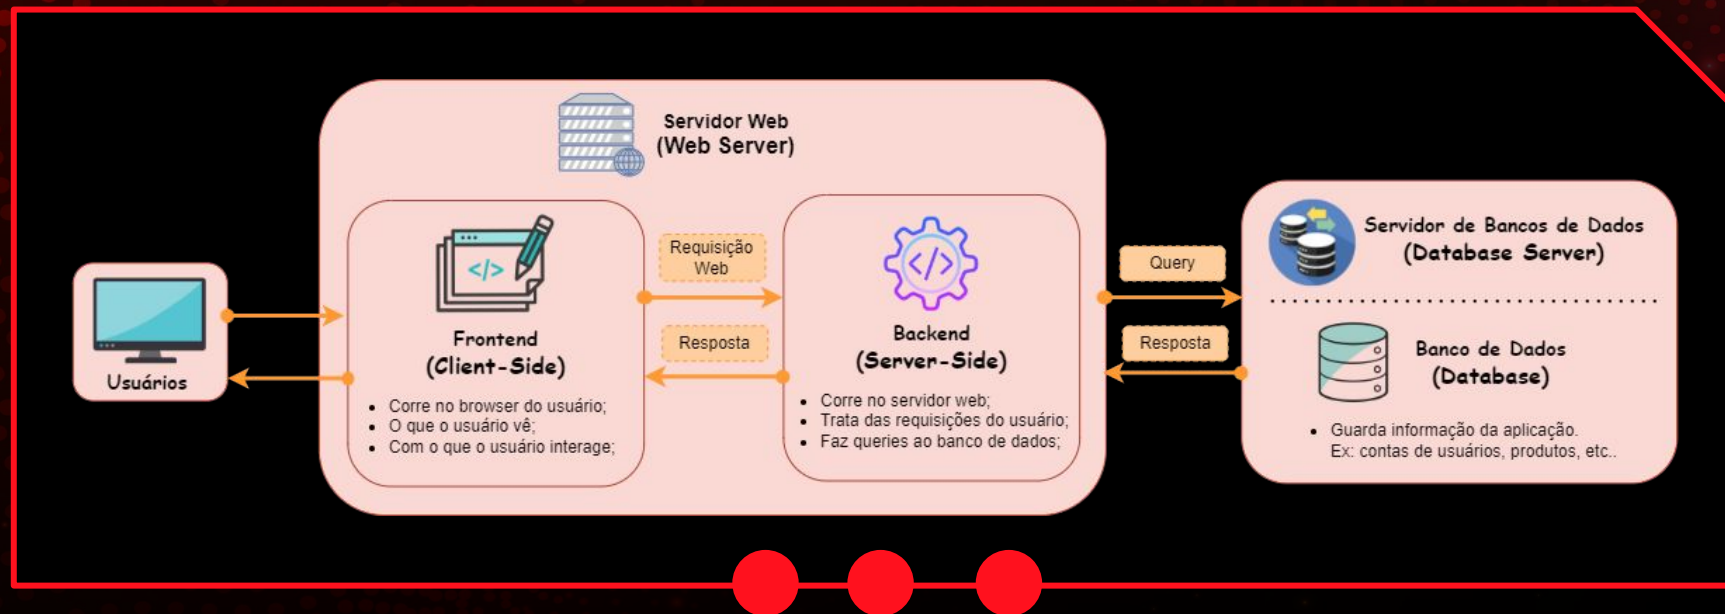 Servidor Web
(Web Server)
Usuários
</>
Frontend
(Client-Side)
• Corre no browser do usuário;
• O que o usuário vê;
• Com o que o usuário interage;
Requisição
Web
Resposta
</>
Backend
(Server-Side)
• Corre no servidor web;
• Trata das requisições do usuário;
• Faz queries ao banco de dados;
Query
Resposta
Servidor de Bancos de Dados
(Database Server)
Banco de Dados
(Database)
• Guarda informação da aplicação.
Ex: contas de usuários, produtos, etc..